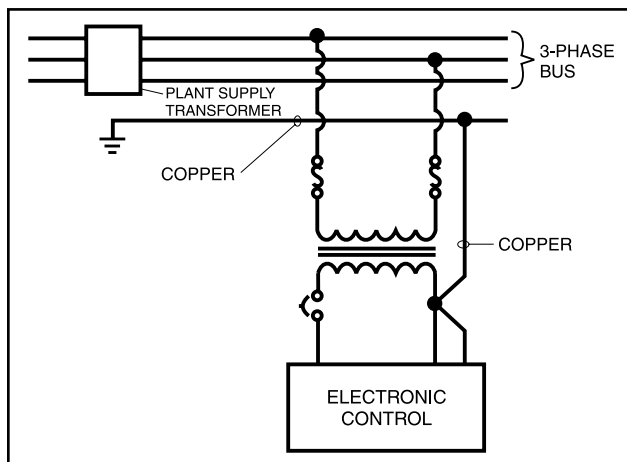 3-PHASE
BUS
PLANT SUPPLY
TRANSFORMER
COPPER
COPPER
ELECTRONIC
CONTROL